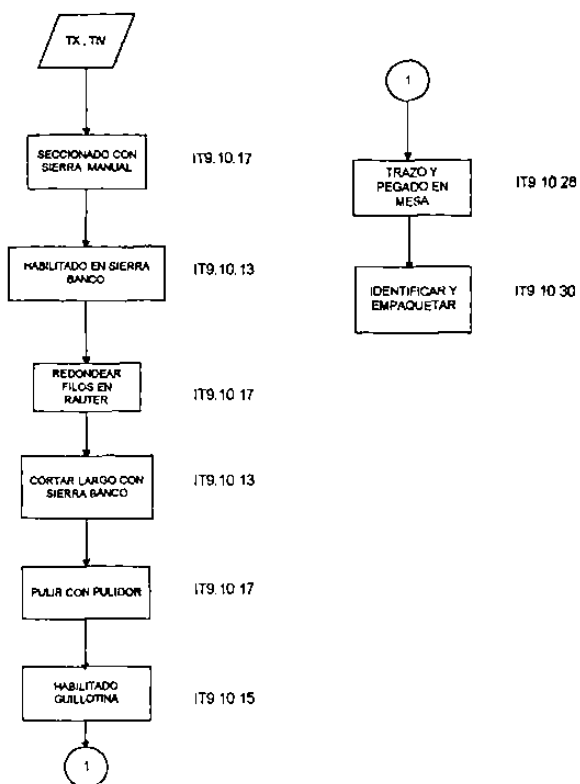 TX, TIV
SECCIONADO CON
SIERRA MANUAL
IT9.10.17
HABILITADO EN SIERRA
BANCO
IT9.10.13
REDONDEAR
FILOS EN
RAUTER
IT9.10.17
CORTAR LARGO CON
SIERRA BANCO
IT9.10.13
PULIR CON PULIDOR
IT9.10.17
HABILITADO
GUILLOTINA
IT9.10.15
1
1
TRAZO Y
PEGADO EN
MESA
IT9.10.28
IDENTIFICAR Y
EMPAQUETAR
IT9.10.30